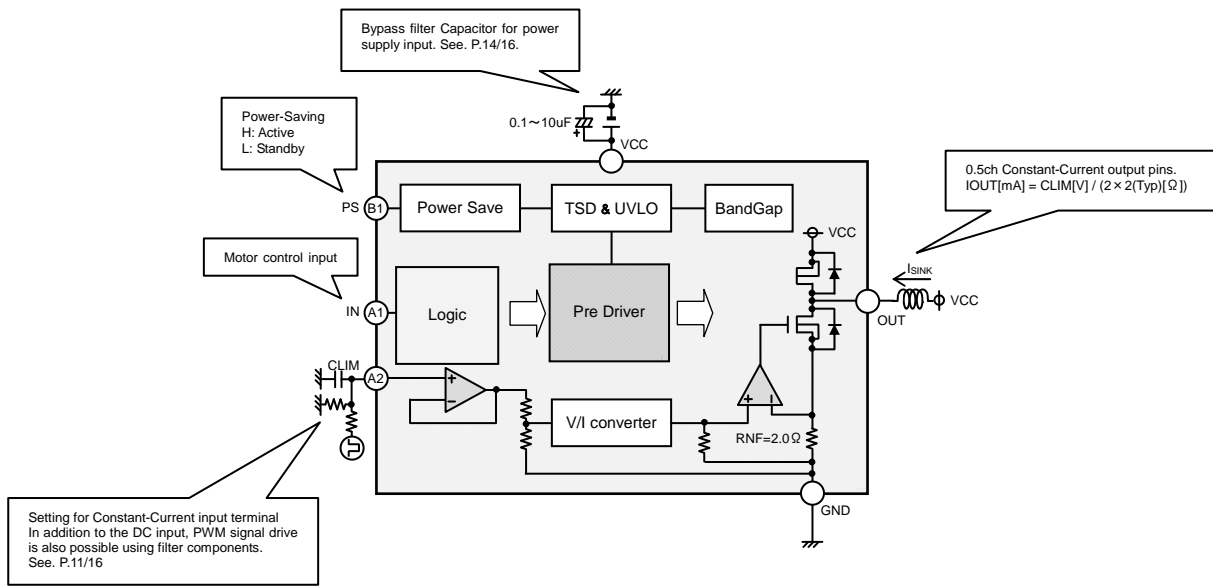 Bypass filter Capacitor for power
supply input. See. P.14/16.
Power-Saving
H: Active
L: Standby
0.1～10uF
+
VCC
0.5ch Constant-Current output pins.
IOUT[mA] = CLIM[V] / (2×2(Typ)[Ω])
PS
B1
Power Save
TSD & UVLO
BandGap
VCC
Motor control input
ISINK
VCC
OUT
IN
A1
Logic
Pre Driver
CLIM
A2
+
−
V/I converter
+
−
RNF=2.0Ω
GND
Setting for Constant-Current input terminal
In addition to the DC input, PWM signal drive
is also possible using filter components.
See. P.11/16